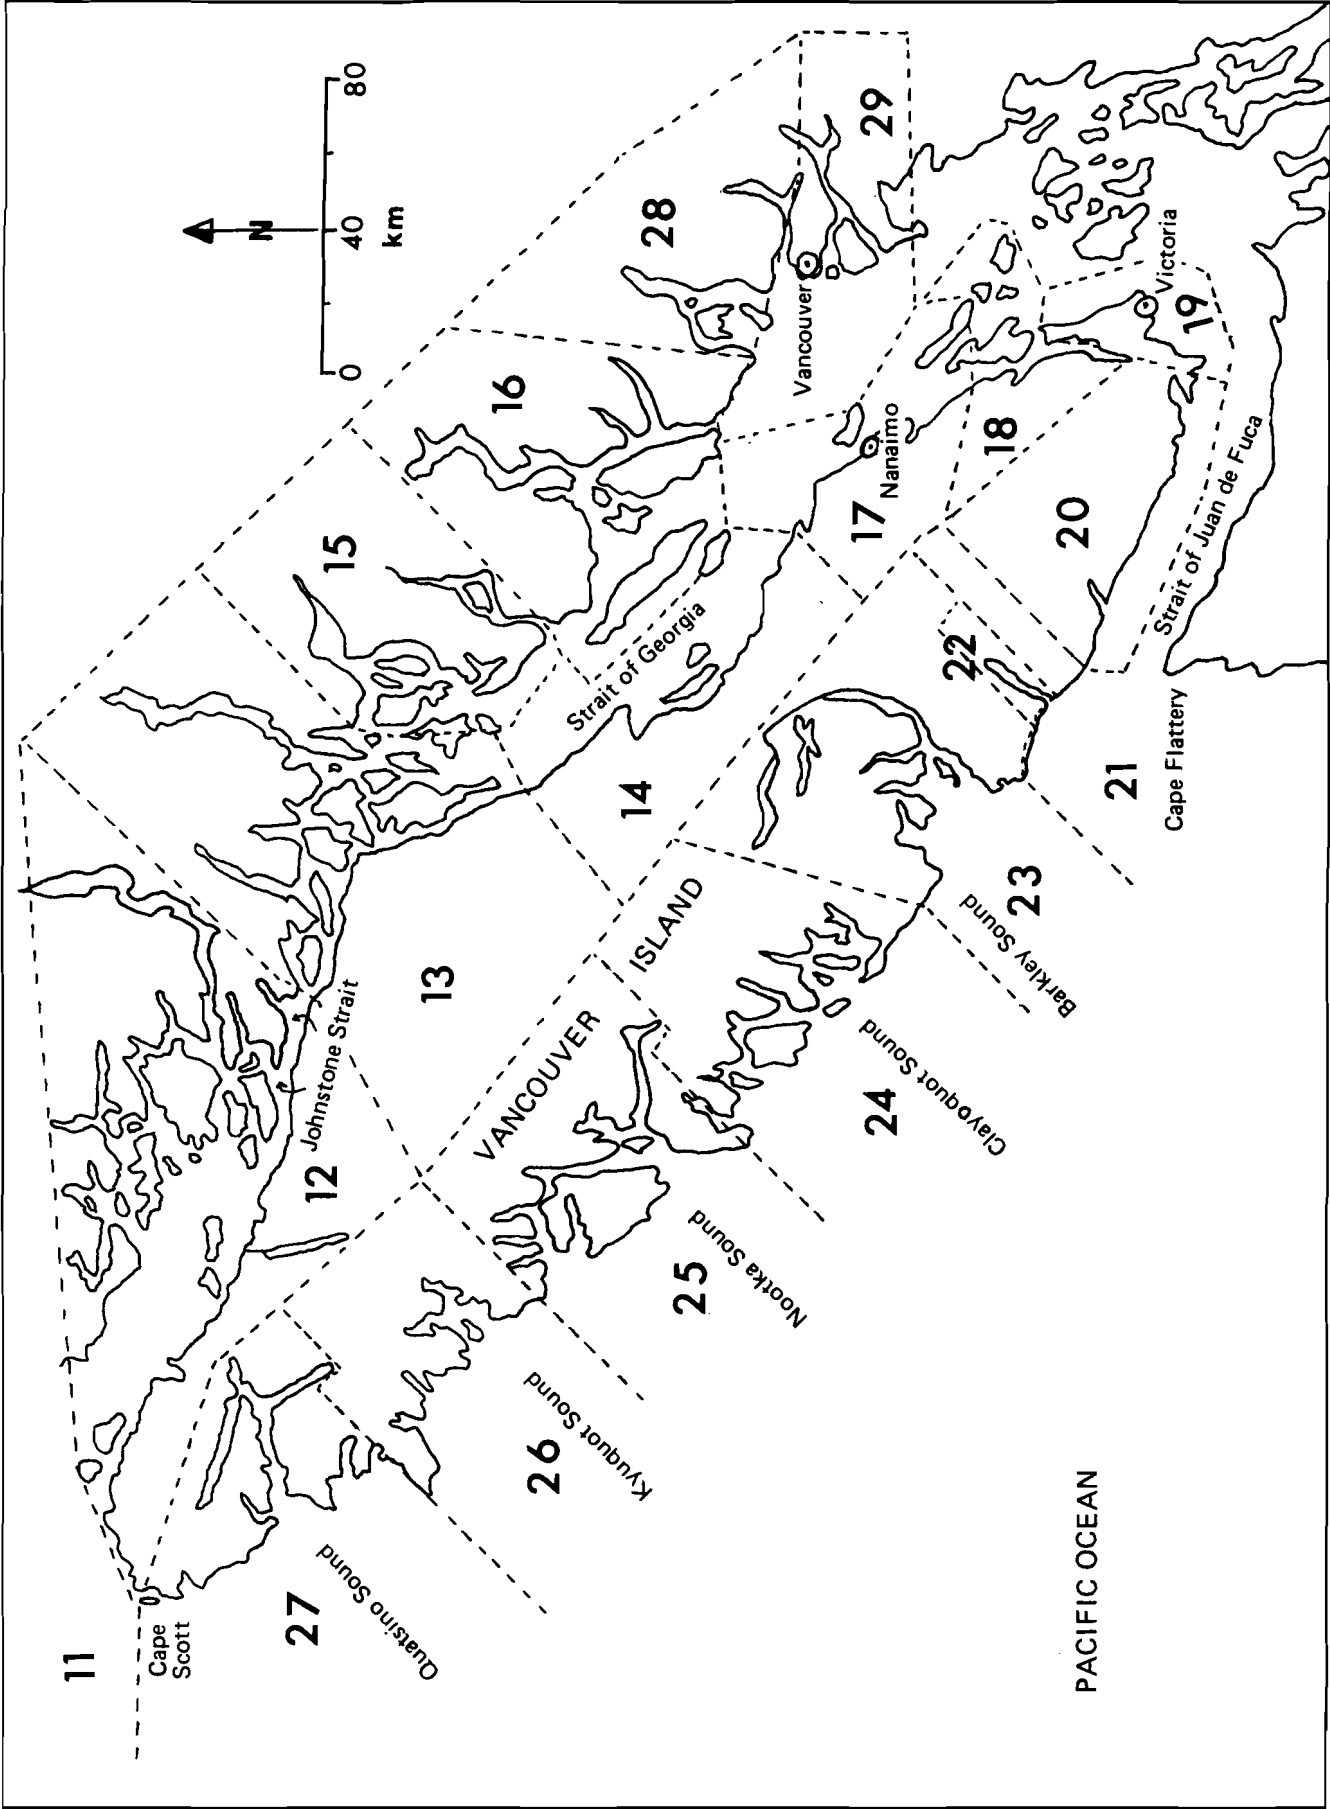 11
Cape
Scott
27
Quatsino Sound
26
Kyuquot Sound
25
Nootka Sound
24
Clayoquot Sound
23
Barkley Sound
21
Cape Flattery
PACIFIC OCEAN
12
Johnstone Strait
13
VANCOUVER
ISLAND
14
Strait of Georgia
15
16
28
29
Vancouver
Nanaimo
17
18
19
Victoria
20
22
Strait of Juan de Fuca
N
0
40
80
km